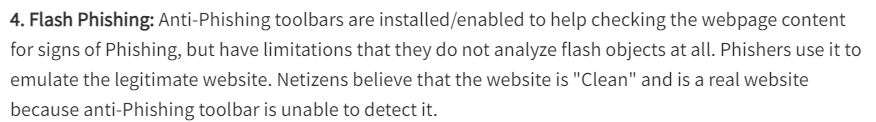 4. Flash Phishing: Anti-Phishing toolbars are installed/enabled to help checking the webpage content
for signs of Phishing, but have limitations that they do not analyze flash objects at all. Phishers use it to
emulate the legitimate website. Netizens believe that the website is "Clean" and is a real website
because anti-Phishing toolbar is unable to detect it.